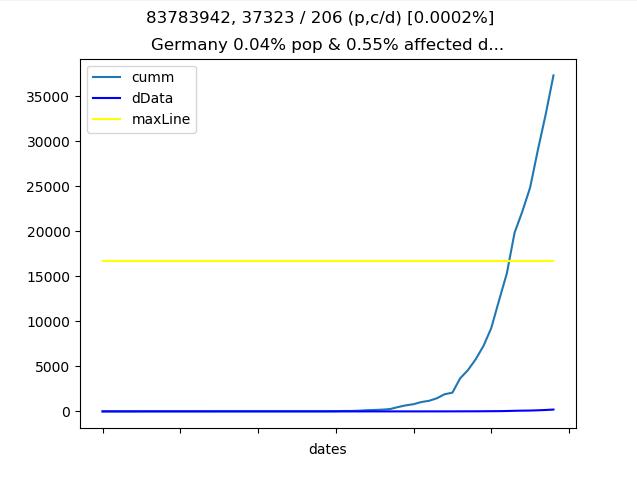 83783942, 37323 / 206 (p,c/d) [0.0002%]
Germany 0.04% pop & 0.55% affected d...
cumm
dData
maxLine
35000
30000
25000
20000
15000
10000
5000
0
dates